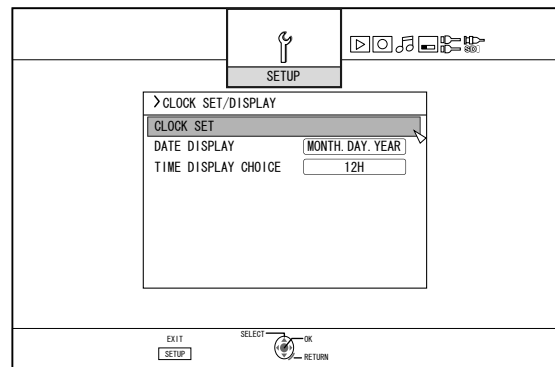 SETUP
SD
>CLOCK SET/DISPLAY
CLOCK SET
DATE DISPLAY MONTH.DAY.YEAR
TIME DISPLAY CHOICE 12H
EXIT SELECT OK
SETUP RETURN